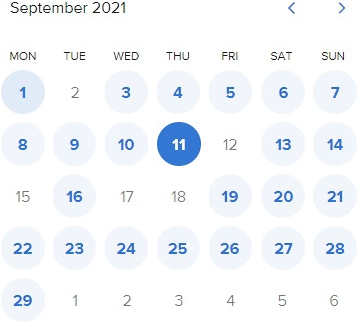 September 2021
MON TUE WED THU FRI SAT SUN
1 2 3 4 5 6 7
8 9 10 11 12 13 14
15 16 17 18 19 20 21
22 23 24 25 26 27 28
29 1 2 3 4 5 6